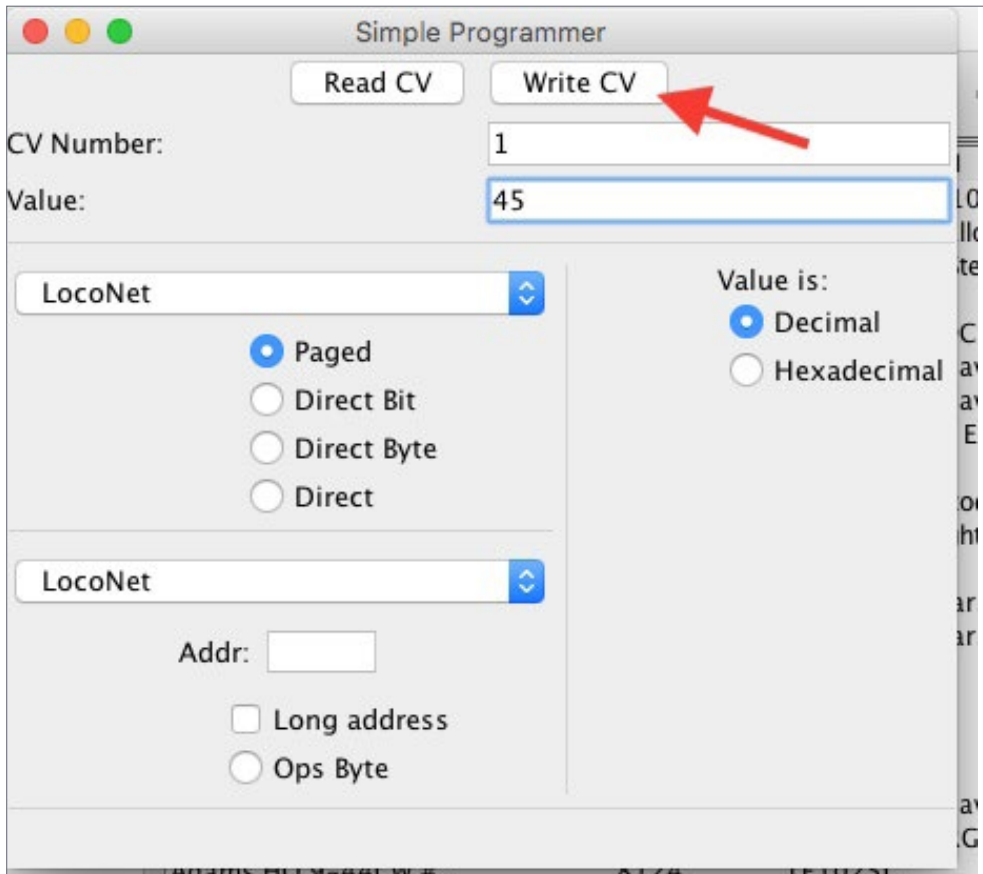 Simple Programmer
Read CV Write CV
CV Number: 1
Value: 45
LocoNet
Paged
Direct Bit
Direct Byte
Direct
Value is:
Decimal
Hexadecimal
LocoNet
Addr:
Long address
Ops Byte